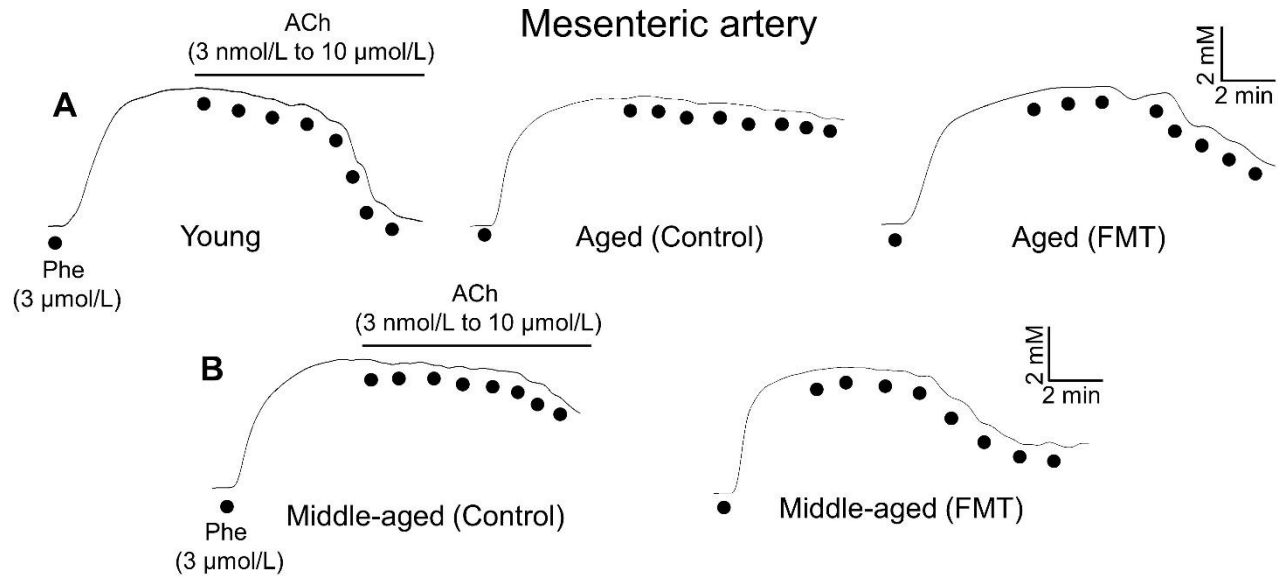 Mesenteric artery
ACh
(3 nmol/L to 10 µmol/L)
2 mM
2 min
A
Young
Aged (Control)
Aged (FMT)
Phe
(3 µmol/L)
ACh
(3 nmol/L to 10 µmol/L)
B
2 mM
2 min
Middle-aged (Control)
Middle-aged (FMT)
Phe
(3 µmol/L)